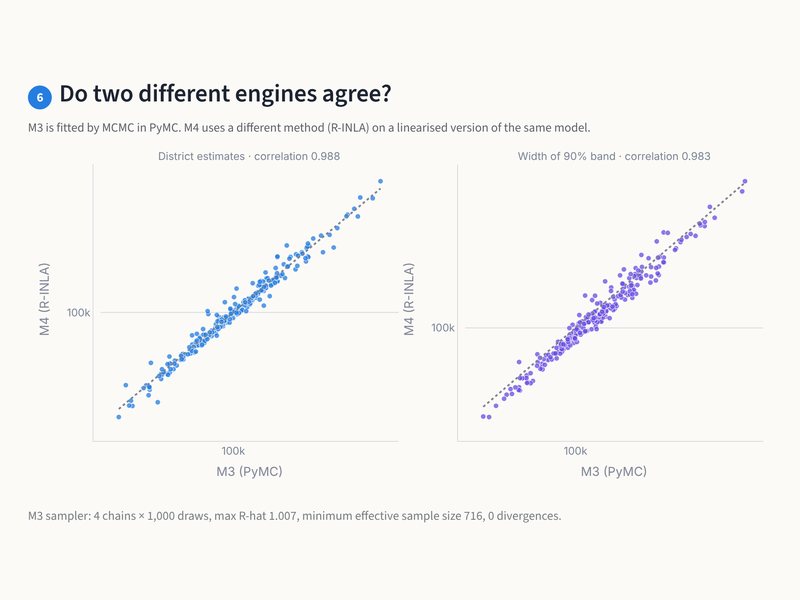 6 Do two different engines agree?
M3 is fitted by MCMC in PyMC. M4 uses a different method (R-INLA) on a linearised version of the same model.
District estimates · correlation 0.988
M4 (R-INLA)
100k
100k
M3 (PyMC)
Width of 90% band · correlation 0.983
M4 (R-INLA)
100k
100k
M3 (PyMC)
M3 sampler: 4 chains × 1,000 draws, max R-hat 1.007, minimum effective sample size 716, 0 divergences.